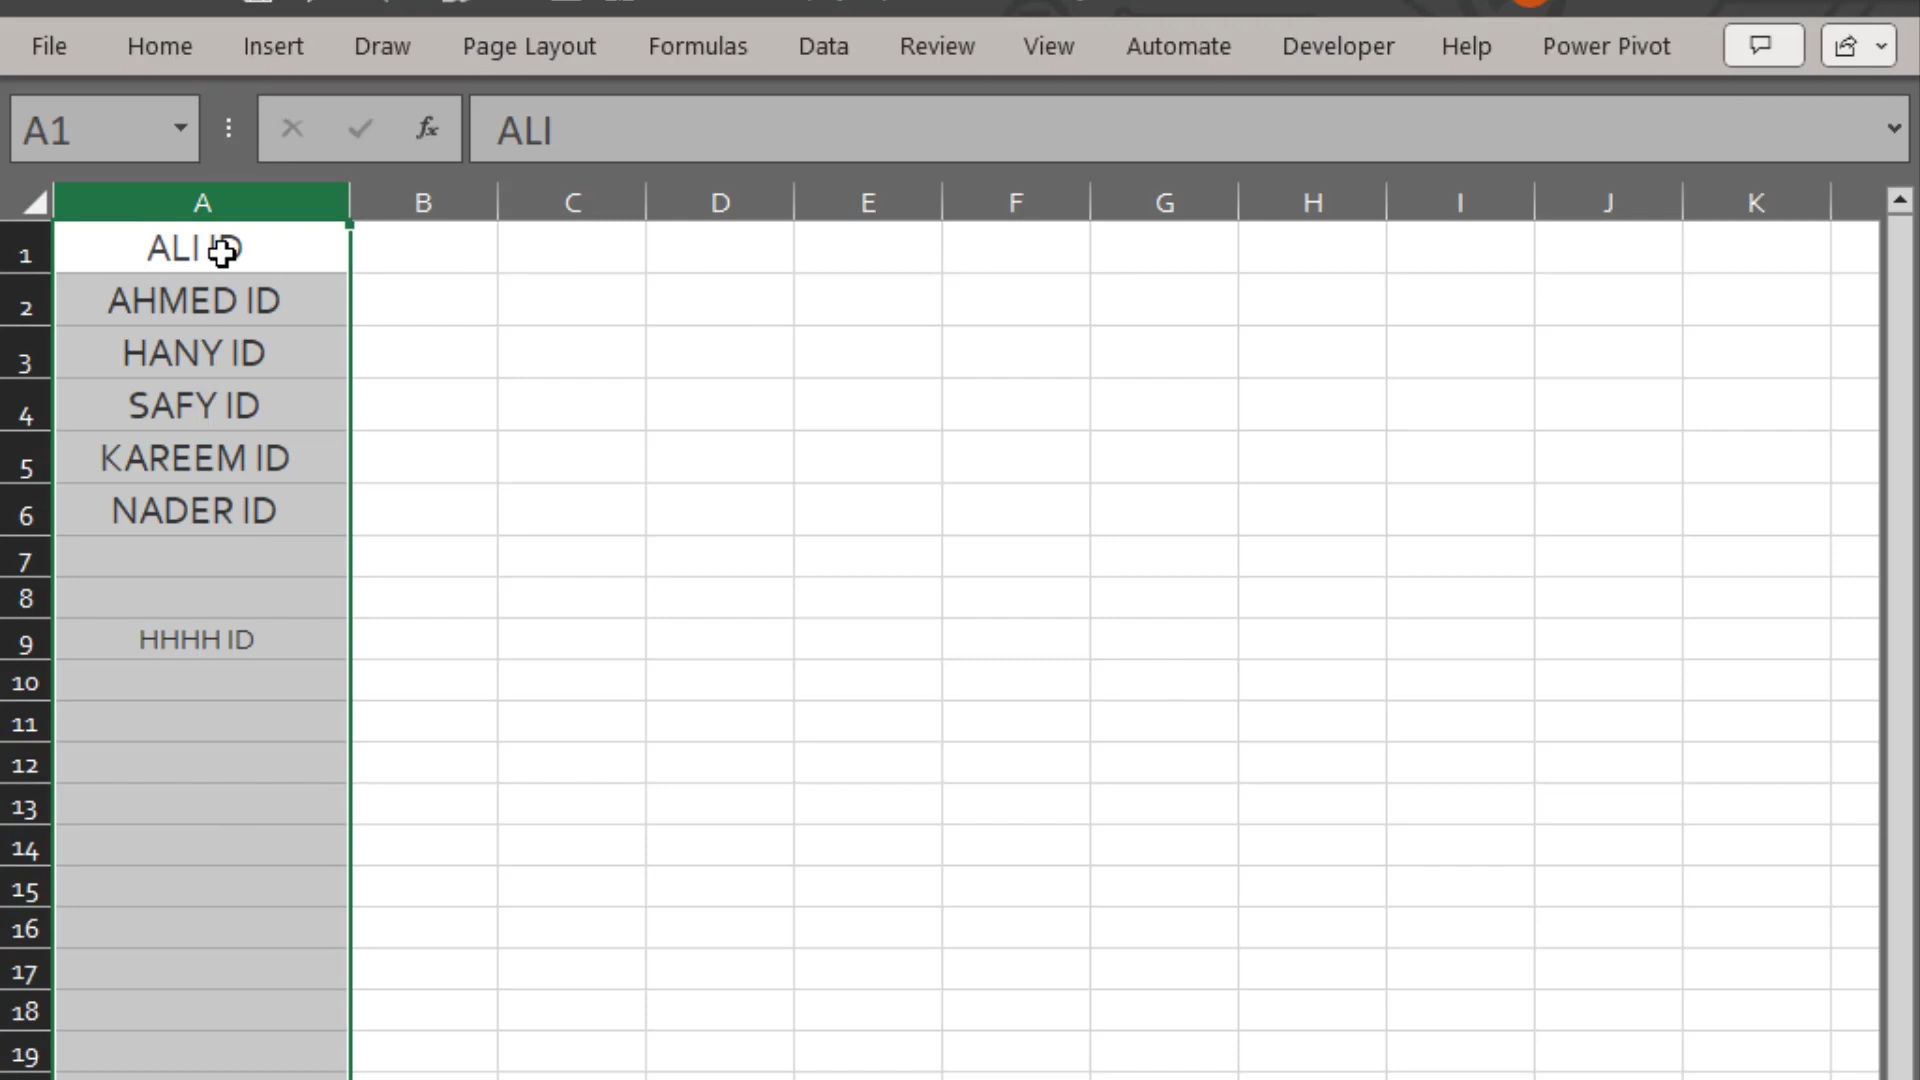 File Home Insert Draw Page Layout Formulas Data Review View Automate Developer Help Power Pivot
A1 fx ALI
A B C D E F G H I J K
1 ALI ID
2 AHMED ID
3 HANY ID
4 SAFY ID
5 KAREEM ID
6 NADER ID
7
8
9 HHHH ID
10
11
12
13
14
15
16
17
18
19